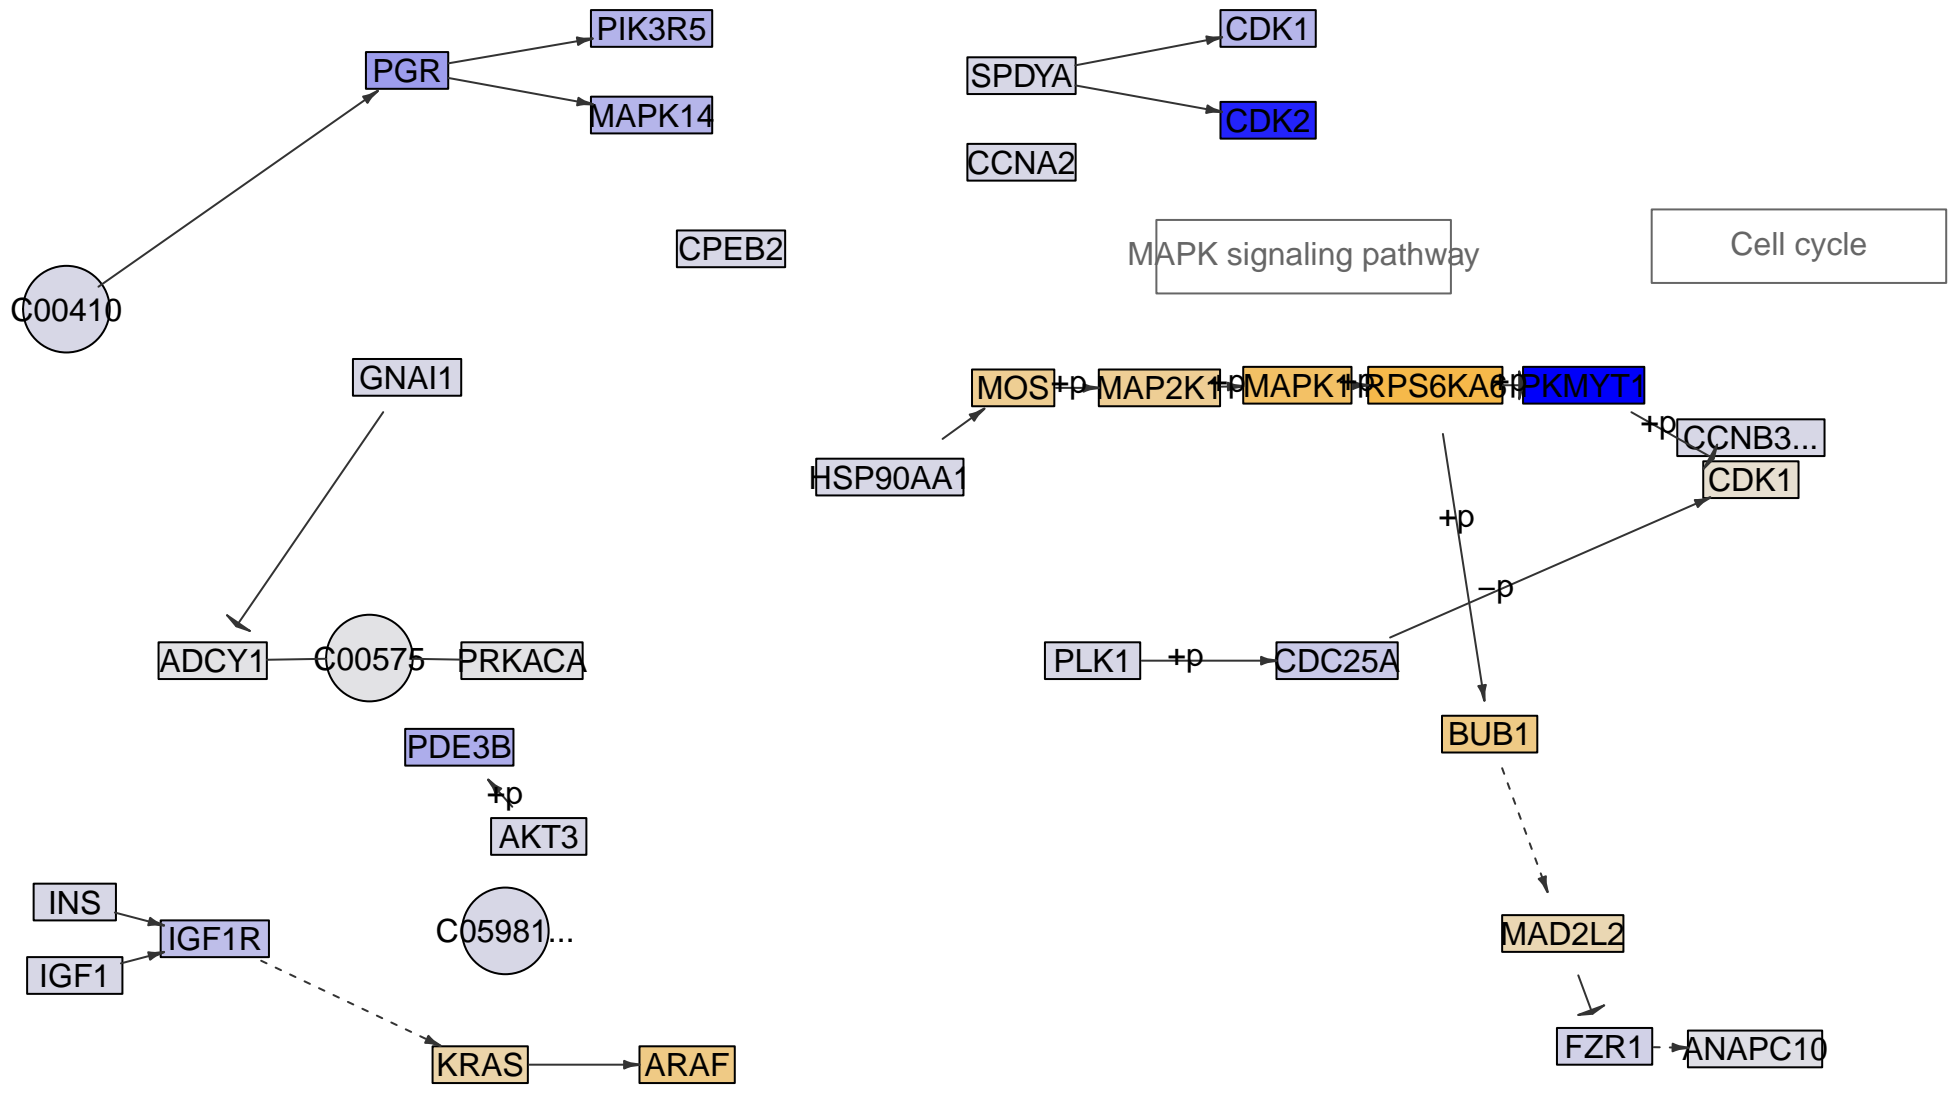 PIK3R5
CDK1
PGR
SPDYA
MAPK14
CDK2
CCNA2
CPEB2
MAPK signaling pathway
Cell cycle
C00410
GNAI1
MOS
+p
MAP2K1
+p
MAPK1
+p
RPS6KA6
+p
PKMYT1
+p
CCNB3...
HSP90AA1
CDK1
+p
–p
ADCY1
C00575
PRKACA
PLK1
+p
CDC25A
BUB1
PDE3B
+p
AKT3
INS
IGF1R
C05981...
MAD2L2
IGF1
KRAS
ARAF
FZR1
ANAPC10